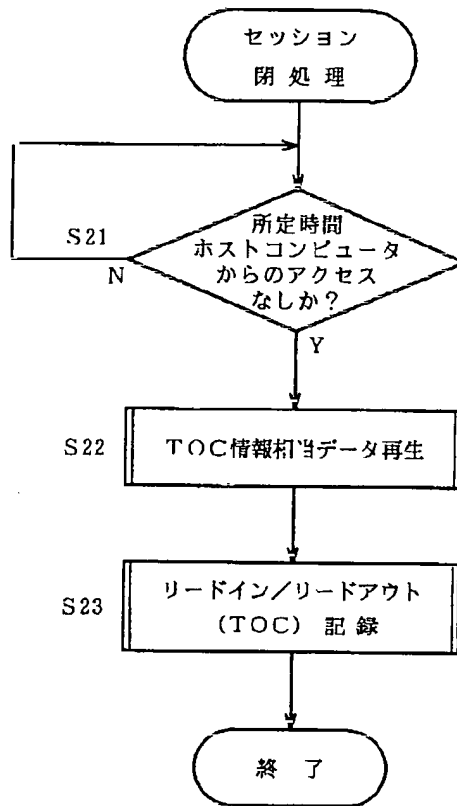 セッション
閉処理
S21
所定時間
ホストコンピュータ
からのアクセス
なしか？
N
Y
S22
TOC情報相当データ再生
S23
リードイン／リードアウト
(TOC) 記録
終了